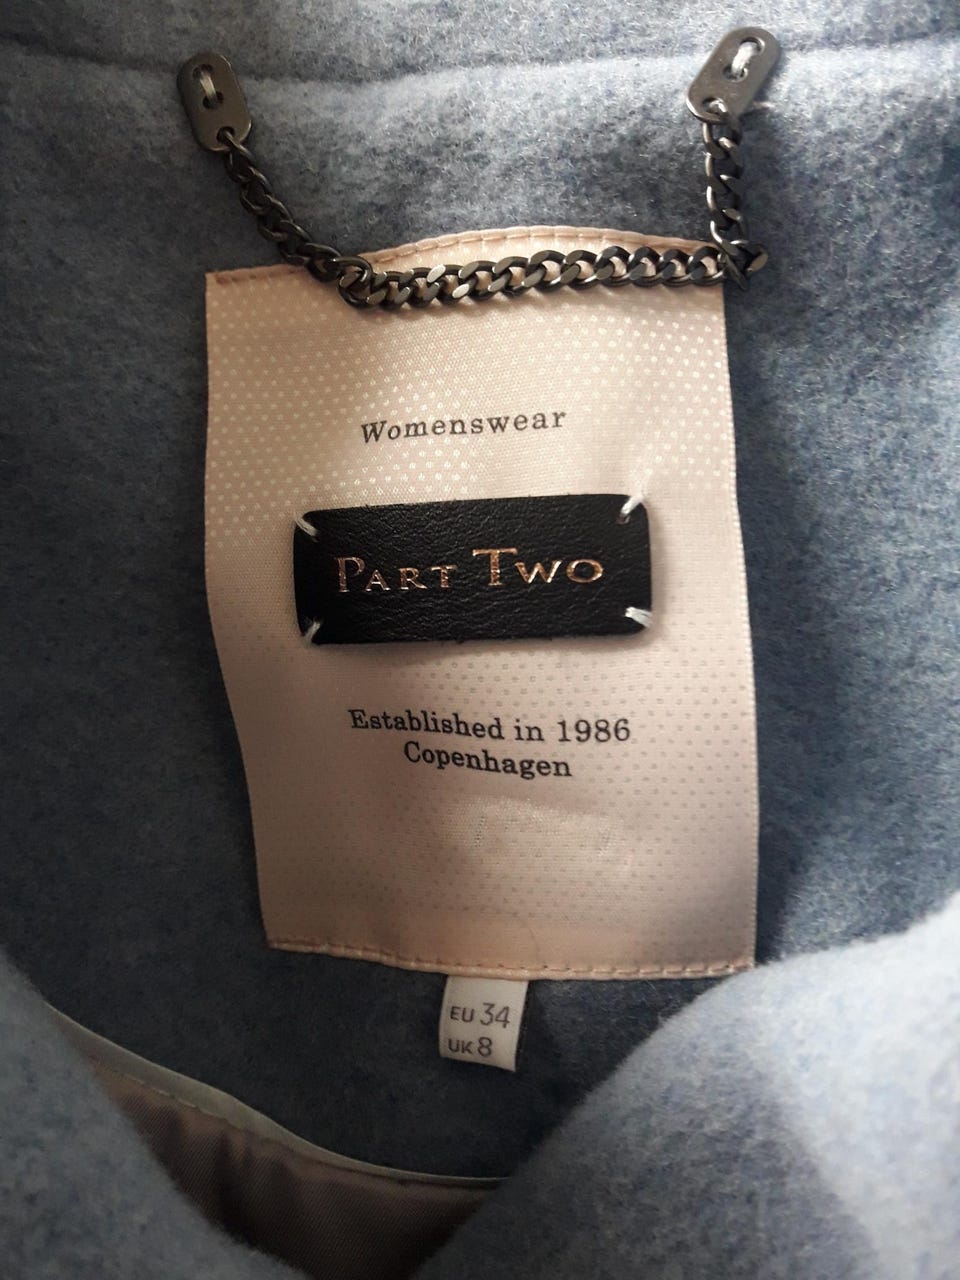 Womenswear
PART TWO
Established in 1986
Copenhagen
EU 34
UK 8